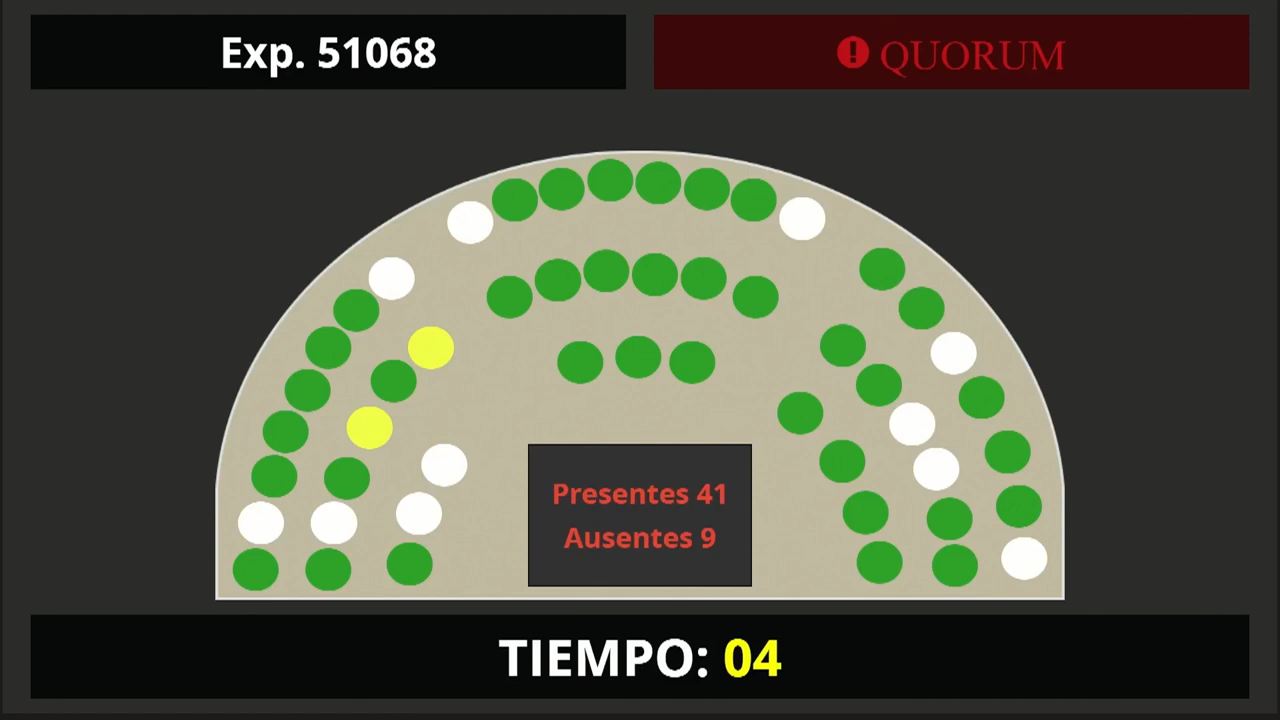 Exp. 51068
QUORUM
Presentes 41
Ausentes 9
TIEMPO: 04